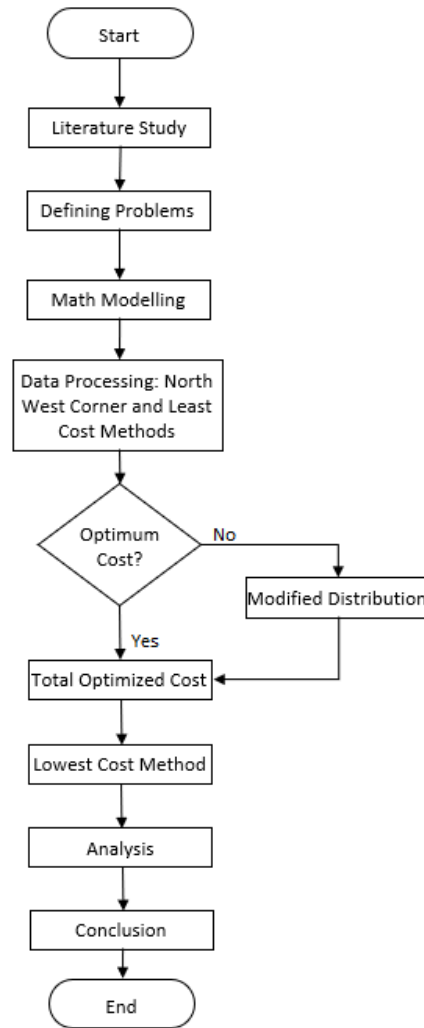 Start
Literature Study
Defining Problems
Math Modelling
Data Processing: North
West Corner and Least
Cost Methods
Optimum
Cost?
No
Modified Distribution
Yes
Total Optimized Cost
Lowest Cost Method
Analysis
Conclusion
End